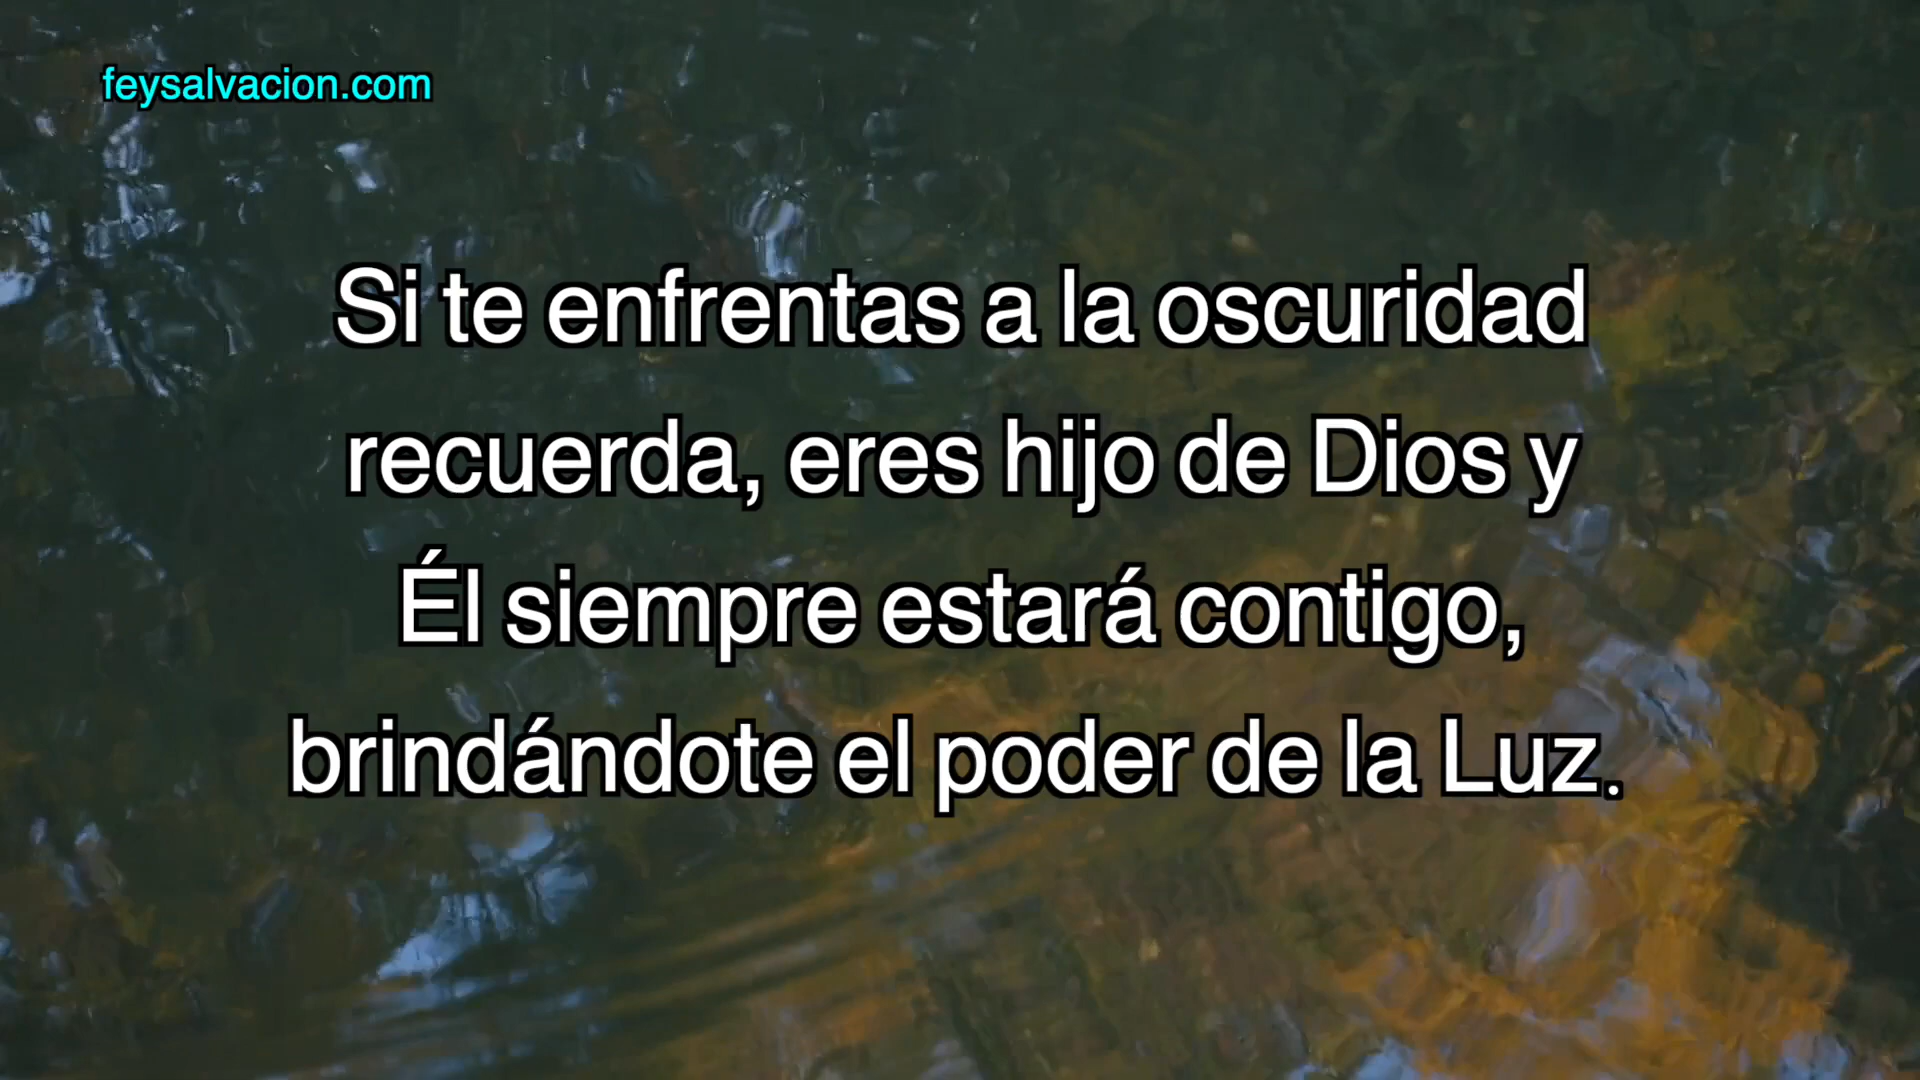 feysalvacion.com
Si te enfrentas a la oscuridad
recuerda, eres hijo de Dios y
Él siempre estará contigo,
brindándote el poder de la Luz.